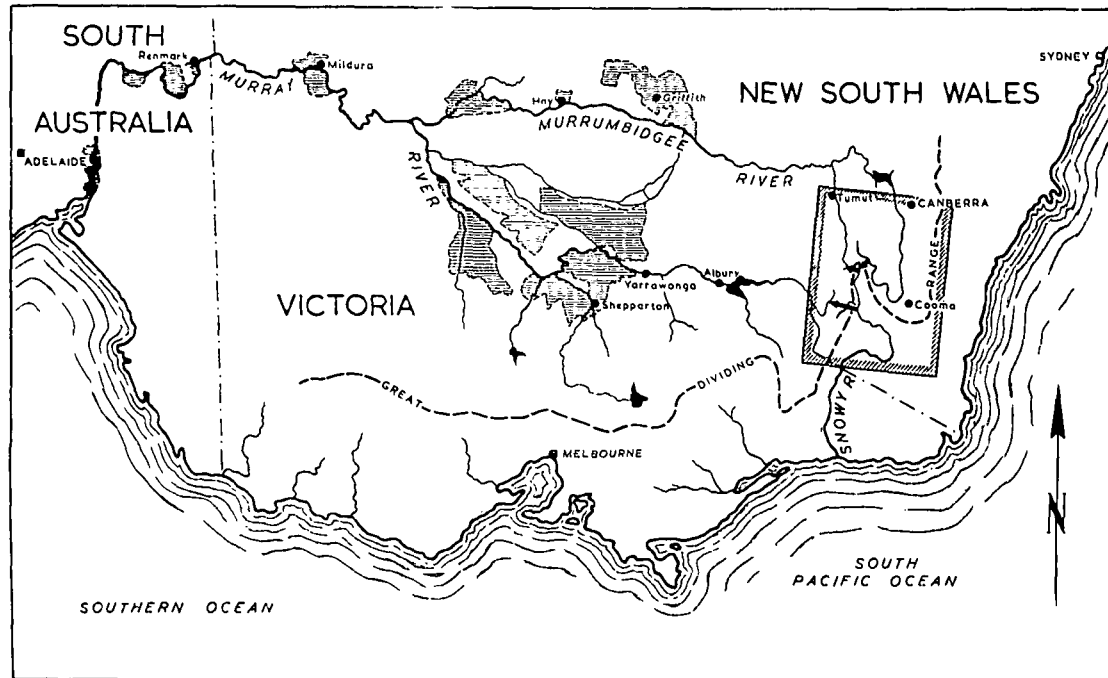 SOUTH
AUSTRALIA
Renmark
MURRAY
Mildura
ADELAIDE
Hay
Griffith
MURRUMBIDGEE
RIVER
RIVER
NEW SOUTH WALES
SYDNEY
Tumut
CANBERRA
RANGE
Cooma
Albury
Yarrawonga
Shepparton
VICTORIA
GREAT
DIVIDING
SNOWY R
MELBOURNE
SOUTHERN OCEAN
SOUTH
PACIFIC OCEAN
N